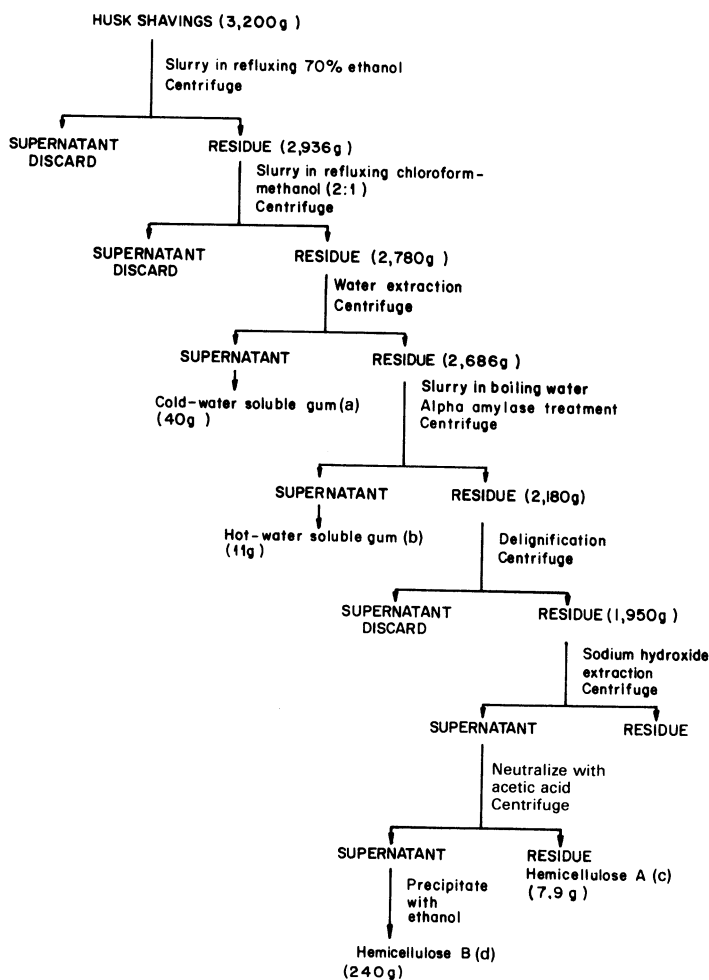 HUSK SHAVINGS (3,200g )
Slurry in refluxing 70% ethanol
Centrifuge
SUPERNATANT
DISCARD
RESIDUE (2,936g )
Slurry in refluxing chloroform-
methanol (2:1)
Centrifuge
SUPERNATANT
DISCARD
RESIDUE (2,780g )
Water extraction
Centrifuge
SUPERNATANT
RESIDUE (2,686g )
Cold-water soluble gum (a)
(40g )
Slurry in boiling water
Alpha amylase treatment
Centrifuge
SUPERNATANT
RESIDUE (2,180g)
Hot-water soluble gum (b)
(11g)
Delignification
Centrifuge
SUPERNATANT
DISCARD
RESIDUE (1,950g )
Sodium hydroxide
extraction
Centrifuge
SUPERNATANT
RESIDUE
Neutralize with
acetic acid
Centrifuge
SUPERNATANT
RESIDUE
Hemicellulose A (c)
(7.9 g )
Precipitate
with
ethanol
Hemicellulose B (d)
(240g )